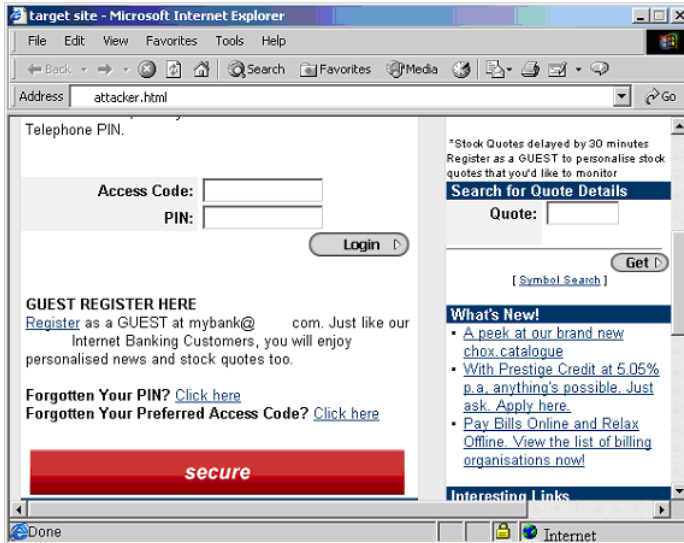 target site - Microsoft Internet Explorer
File Edit View Favorites Tools Help
Back Search Favorites Media
Address attacker.html Go
Telephone PIN.
Access Code:
PIN:
Login
GUEST REGISTER HERE
Register as a GUEST at mybank@ com. Just like our
Internet Banking Customers, you will enjoy
personalised news and stock quotes too.
Forgotten Your PIN? Click here
Forgotten Your Preferred Access Code? Click here
secure
*Stock Quotes delayed by 30 minutes
Register as a GUEST to personalise stock
quotes that you'd like to monitor
Search for Quote Details
Quote:
Get
[ Symbol Search ]
What's New!
A peek at our brand new
chox.catalogue
With Prestige Credit at 5.05%
p.a, anything's possible. Just
ask. Apply here.
Pay Bills Online and Relax
Offline. View the list of billing
organisations now!
Interesting Links
Done
Internet